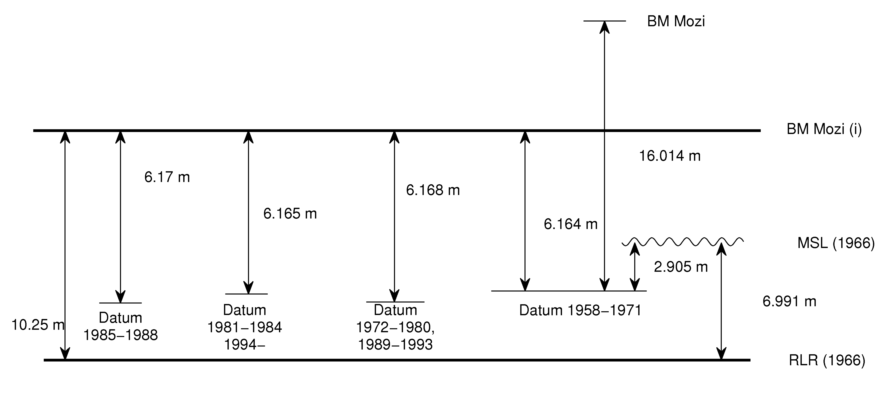 BM Mozi
BM Mozi (i)
16.014 m
6.17 m
6.168 m
6.165 m
6.164 m
MSL (1966)
2.905 m
6.991 m
Datum
1985−1988
Datum
1981−1984
1994−
Datum
1972−1980,
1989−1993
Datum 1958−1971
10.25m
RLR (1966)